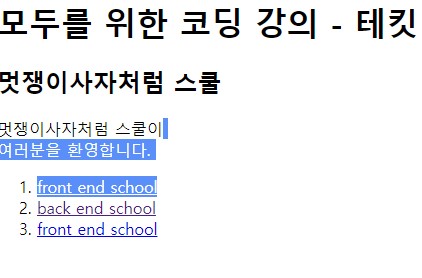 모두를 위한 코딩 강의 - 테킷
멋쟁이사자처럼 스쿨
멋쟁이사자처럼 스쿨이
여러분을 환영합니다.
1. front end school
2. back end school
3. front end school